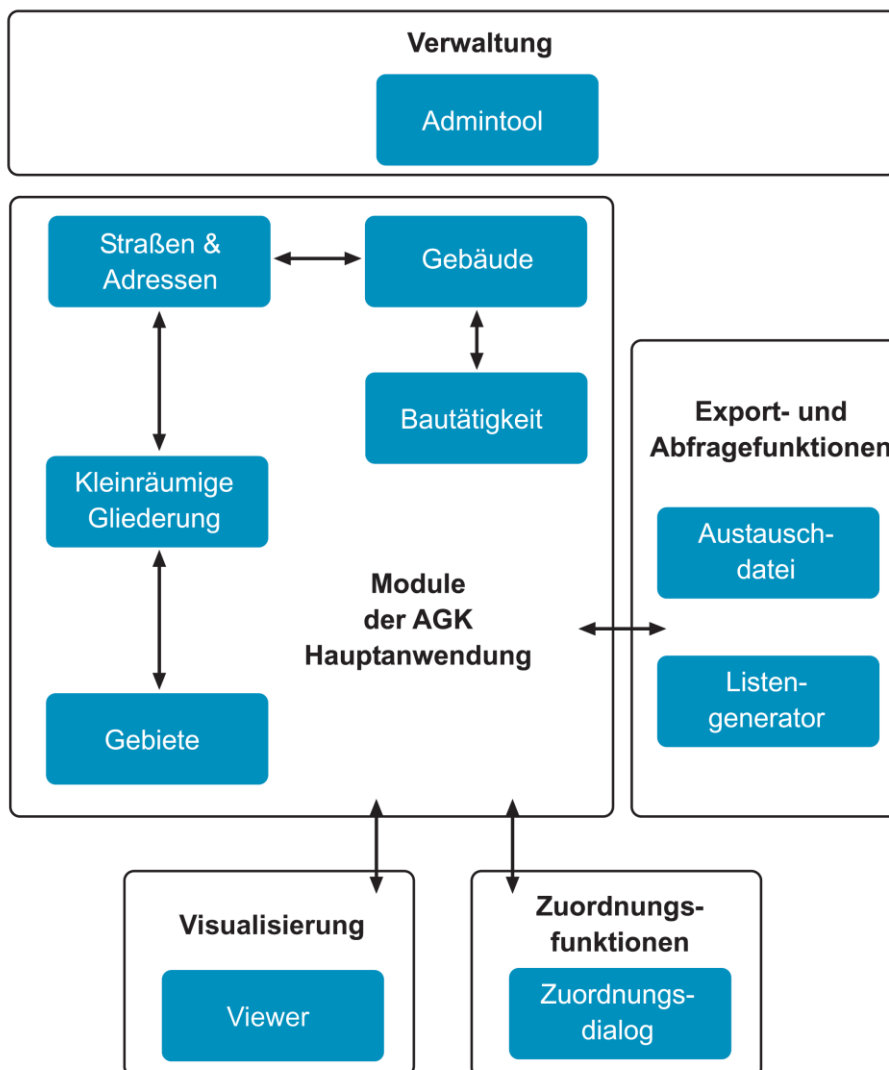 Verwaltung
Admintool
Straßen &
Adressen
Gebäude
Bautätigkeit
Kleinräumige
Gliederung
Module
der AGK
Hauptanwendung
Gebiete
Export- und
Abfragefunktionen
Austausch-
datei
Listen-
generator
Visualisierung
Viewer
Zuordnungs-
funktionen
Zuordnungs-
dialog